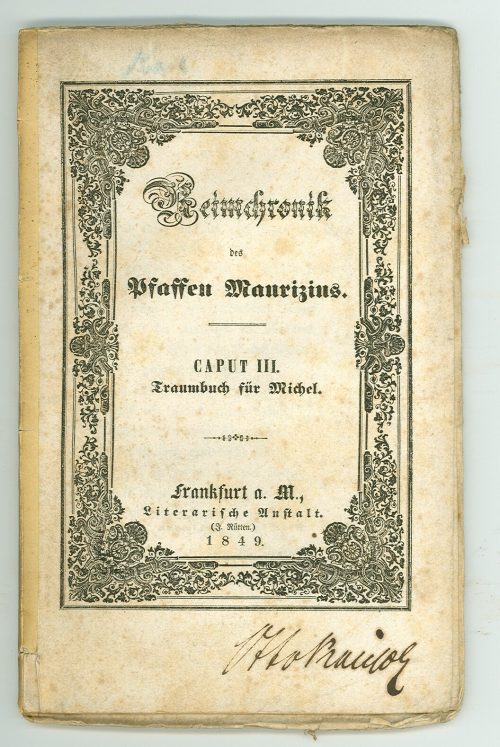 Reimchronik
des
Pfaffen Maurizius.
CAPUT III.
Traumbuch für Michel.
Frankfurt a. M.,
Literarische Anstalt.
(J. Rütten.)
1849.